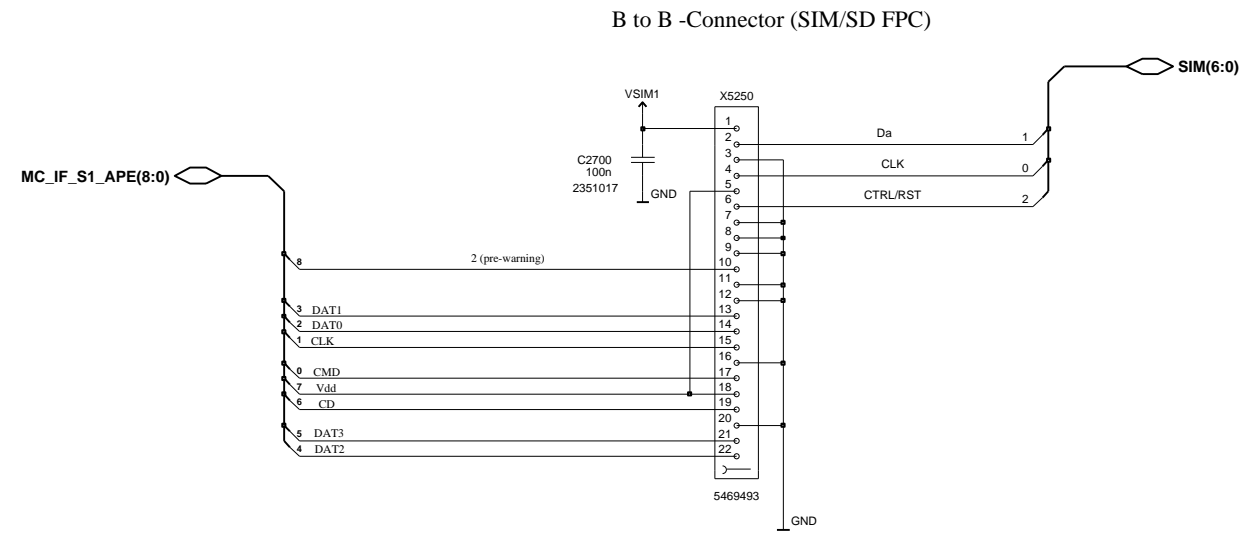 B to B -Connector (SIM/SD FPC)
SIM(6:0)
VSIM1
X5250
1
2
Da
1
3
C2700
100n
2351017
GND
4
CLK
0
MC_IF_S1_APE(8:0)
5
6
CTRL/RST
2
7
8
9
8
2 (pre-warning)
10
11
12
3 DAT1
13
2 DAT0
14
1 CLK
15
16
0 CMD
17
7 Vdd
18
6 CD
19
20
5 DAT3
21
4 DAT2
22
5469493
GND